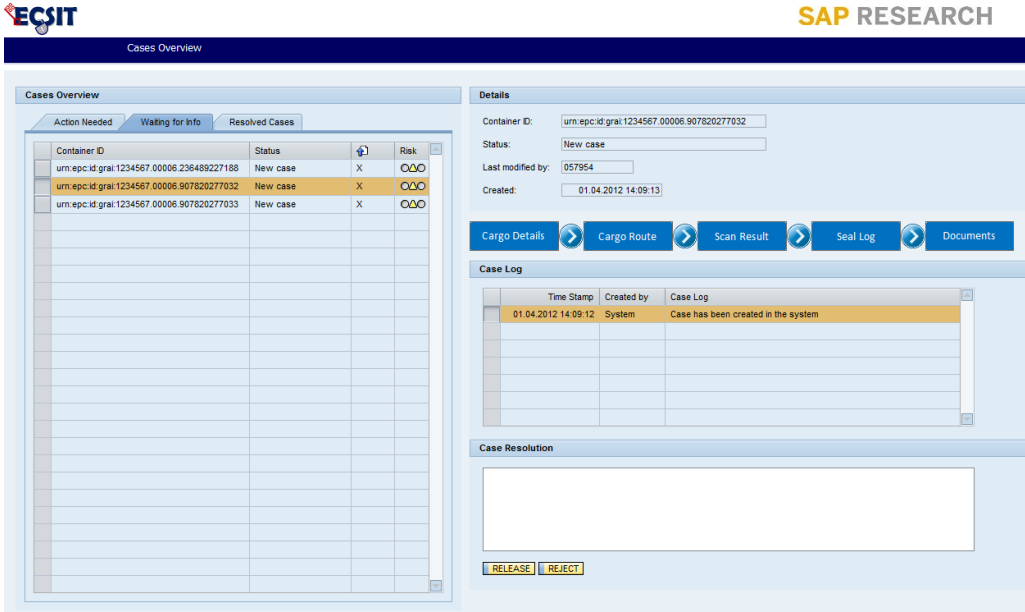 ECSIT
SAP RESEARCH
Cases Overview
Cases Overview
Action Needed Waiting for Info Resolved Cases
Container ID Status Risk
urn:epc:id:grai:1234567.00006.236489227188 New case X
urn:epc:id:grai:1234567.00006.907820277032 New case X
urn:epc:id:grai:1234567.00006.907820277033 New case X
Details
Container ID: urn:epc:id:grai:1234567.00006.907820277032
Status: New case
Last modified by: 057954
Created: 01.04.2012 14:09:13
Cargo Details Cargo Route Scan Result Seal Log Documents
Case Log
Time Stamp Created by Case Log
01.04.2012 14:09:12 System Case has been created in the system
Case Resolution
RELEASE REJECT